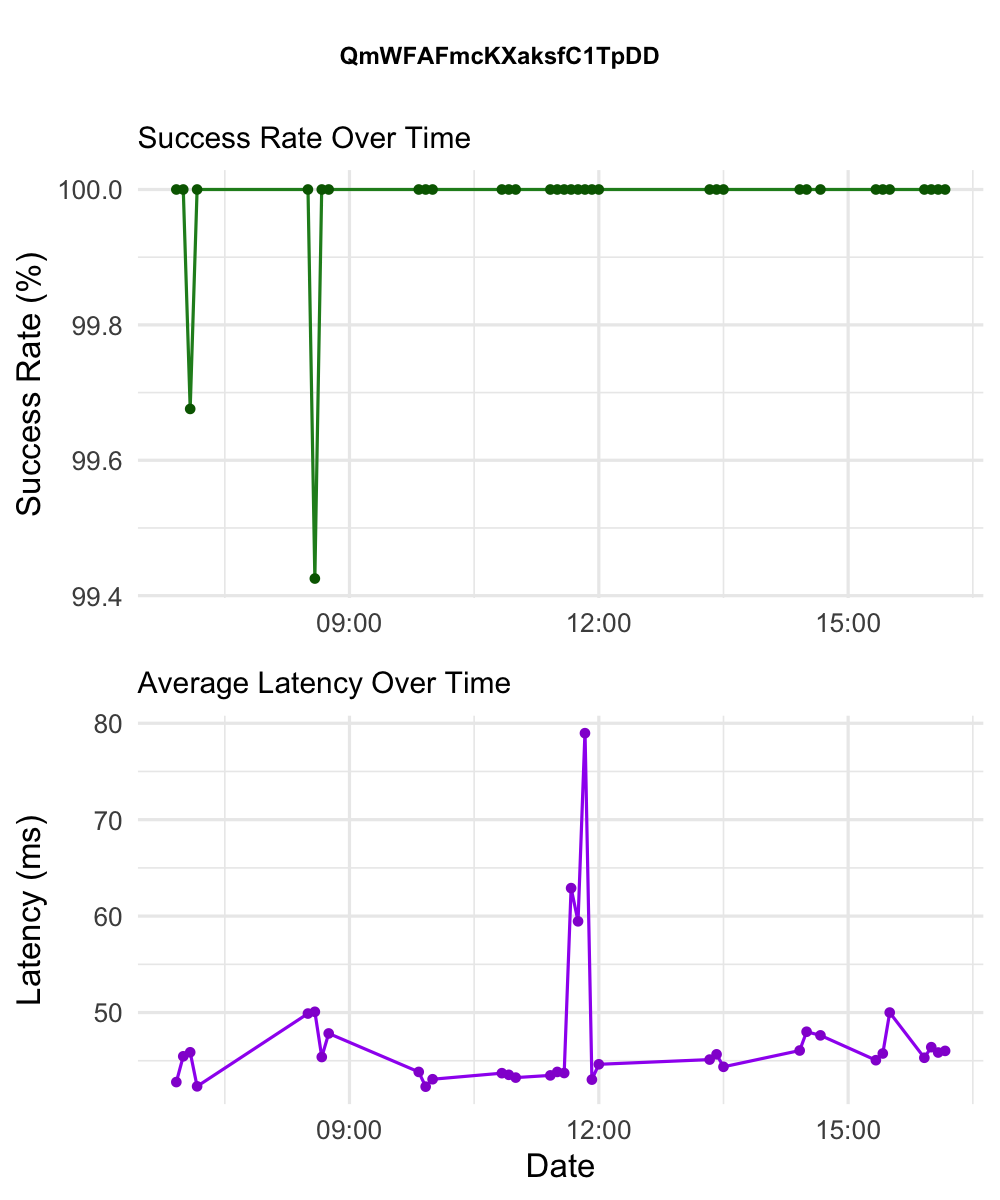 QmWFAFmcKXaksfC1TpDD
Success Rate Over Time
100.0
99.8
99.6
99.4
Success Rate (%)
09:00 12:00 15:00
Average Latency Over Time
80
70
60
50
Latency (ms)
09:00 12:00 15:00
Date